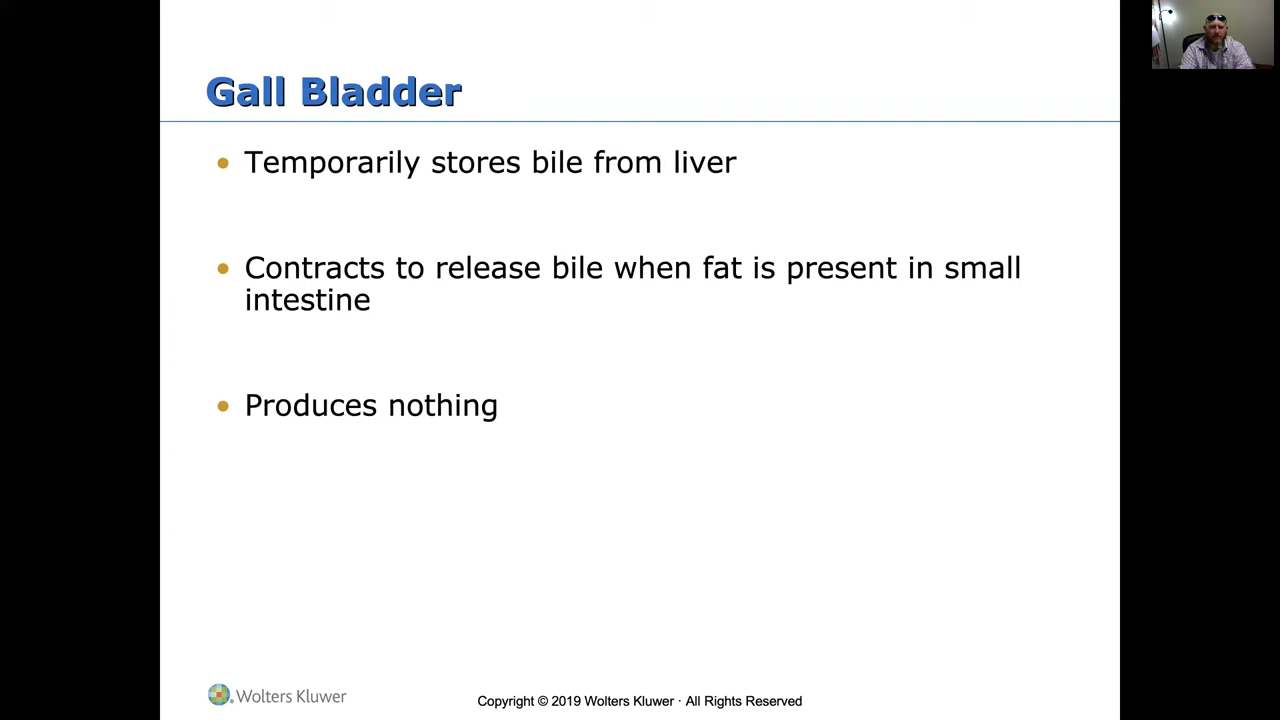 Gall Bladder
Temporarily stores bile from liver
Contracts to release bile when fat is present in small
intestine
Produces nothing
Wolters Kluwer
Copyright © 2019 Wolters Kluwer · All Rights Reserved